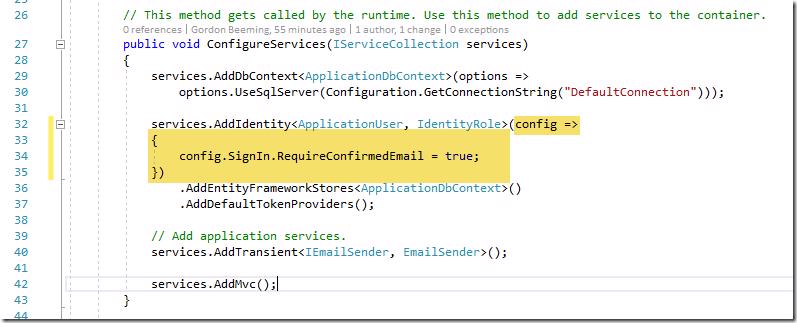 25
26 // This method gets called by the runtime. Use this method to add services to the container.
0 references | Gordon Beeming, 55 minutes ago | 1 author, 1 change | 0 exceptions
27 public void ConfigureServices(IServiceCollection services)
28 {
29 services.AddDbContext<ApplicationDbContext>(options =>
30 options.UseSqlServer(Configuration.GetConnectionString("DefaultConnection")));
31
32 services.AddIdentity<ApplicationUser, IdentityRole>(config =>
33 {
34 config.SignIn.RequireConfirmedEmail = true;
35 })
36 .AddEntityFrameworkStores<ApplicationDbContext>()
37 .AddDefaultTokenProviders();
38
39 // Add application services.
40 services.AddTransient<IEmailSender, EmailSender>();
41
42 services.AddMvc();
43 }
44